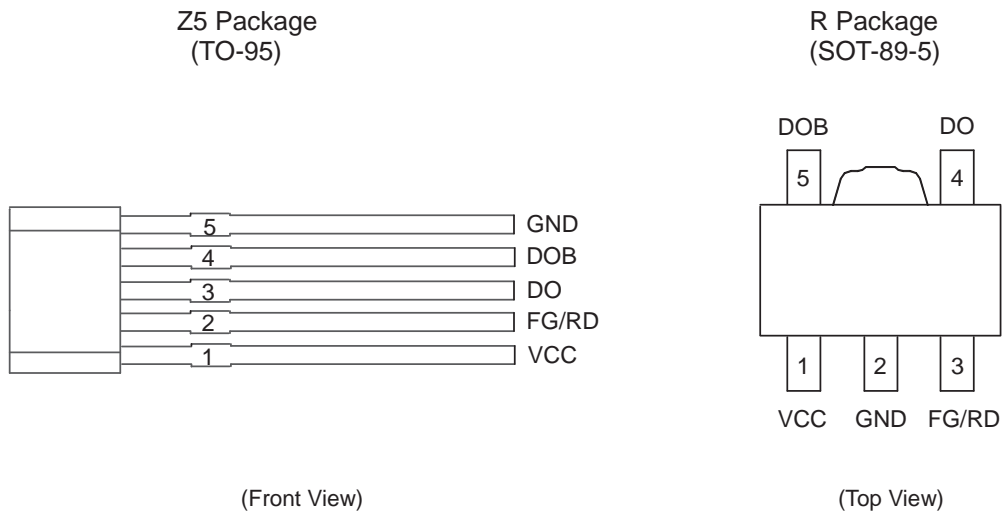 Z5 Package
(TO-95)
5 GND
4 DOB
3 DO
2 FG/RD
1 VCC
(Front View)
R Package
(SOT-89-5)
DOB DO
5 4
1 2 3
VCC GND FG/RD
(Top View)